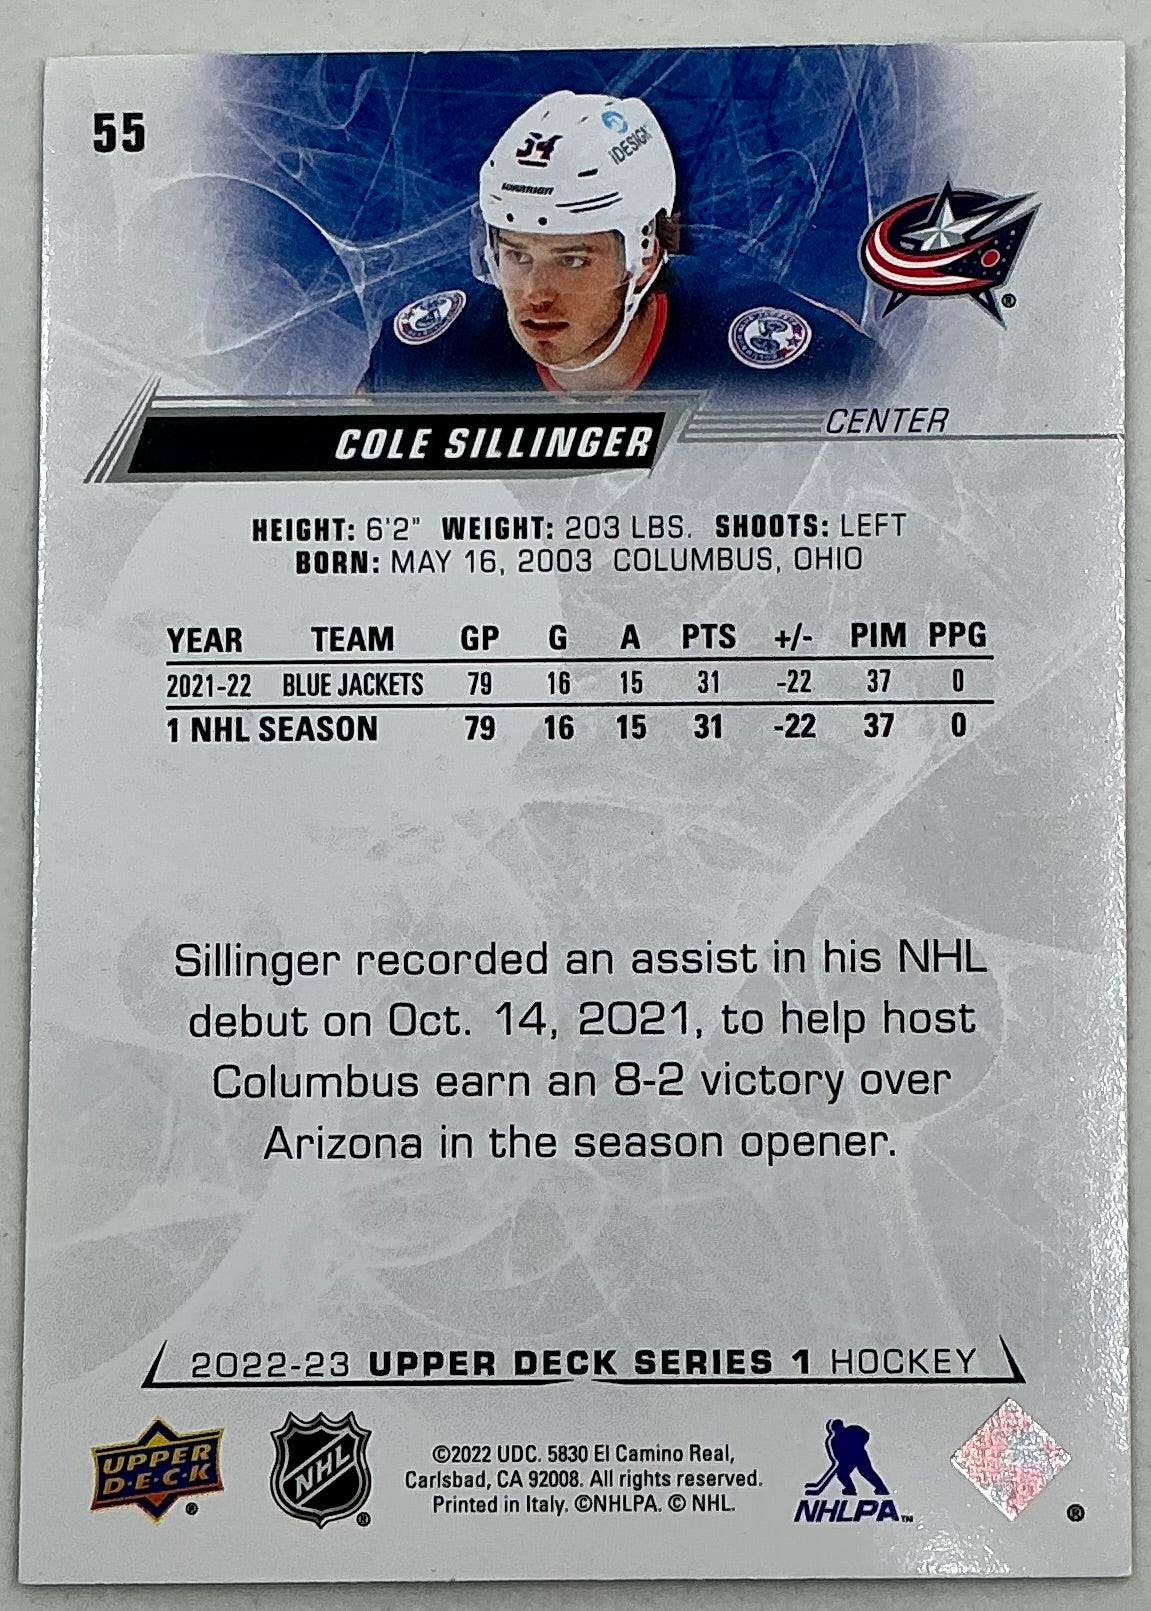 55
34
iDESIGN
WARRIOR
®
CENTER
COLE SILLINGER
HEIGHT: 6'2" WEIGHT: 203 LBS. SHOOTS: LEFT
BORN: MAY 16, 2003 COLUMBUS, OHIO
YEAR TEAM GP G A PTS +/- PIM PPG
2021-22 BLUE JACKETS 79 16 15 31 -22 37 0
1 NHL SEASON 79 16 15 31 -22 37 0
Sillinger recorded an assist in his NHL
debut on Oct. 14, 2021, to help host
Columbus earn an 8-2 victory over
Arizona in the season opener.
2022-23 UPPER DECK SERIES 1 HOCKEY
UPPER
D·E·C·K
®
NHL
®
©2022 UDC. 5830 El Camino Real,
Carlsbad, CA 92008. All rights reserved.
Printed in Italy. ©NHLPA. © NHL.
NHLPA™
®